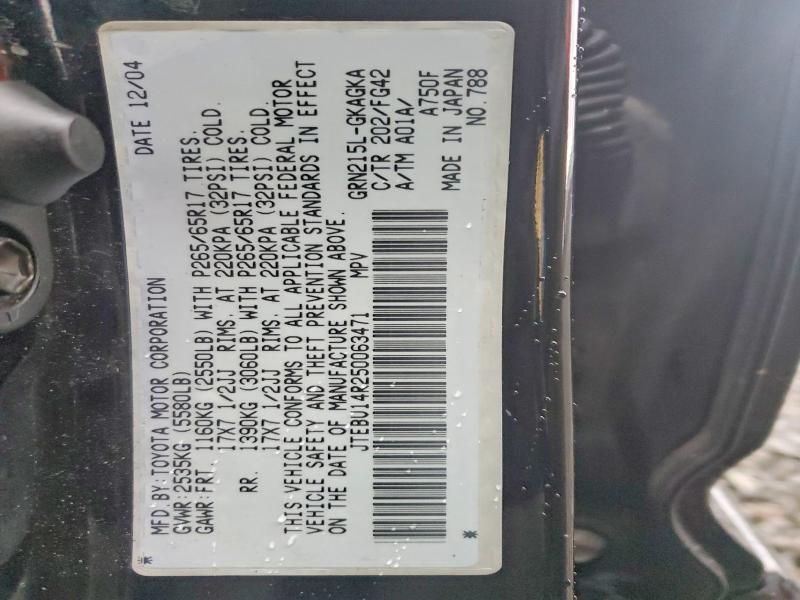 MFD. BY: TOYOTA MOTOR CORPORATION DATE 12/04
GVWR: 2535KG (5580LB)
GAWR: FRT. 1160KG (2550LB) WITH P265/65R17 TIRES.
17X7 1/2JJ RIMS. AT 220KPA (32PSI) COLD.
RR. 1390KG (3060LB) WITH P265/65R17 TIRES.
17X7 1/2JJ RIMS. AT 220KPA (32PSI) COLD.
THIS VEHICLE CONFORMS TO ALL APPLICABLE FEDERAL MOTOR
VEHICLE SAFETY AND THEFT PREVENTION STANDARDS IN EFFECT
ON THE DATE OF MANUFACTURE SHOWN ABOVE.
JTEBU14R250063471 MPV
GRN215L-GKAGKA
C/TR 202/FG42
A/TM A01A/
A750F
MADE IN JAPAN
NO.788